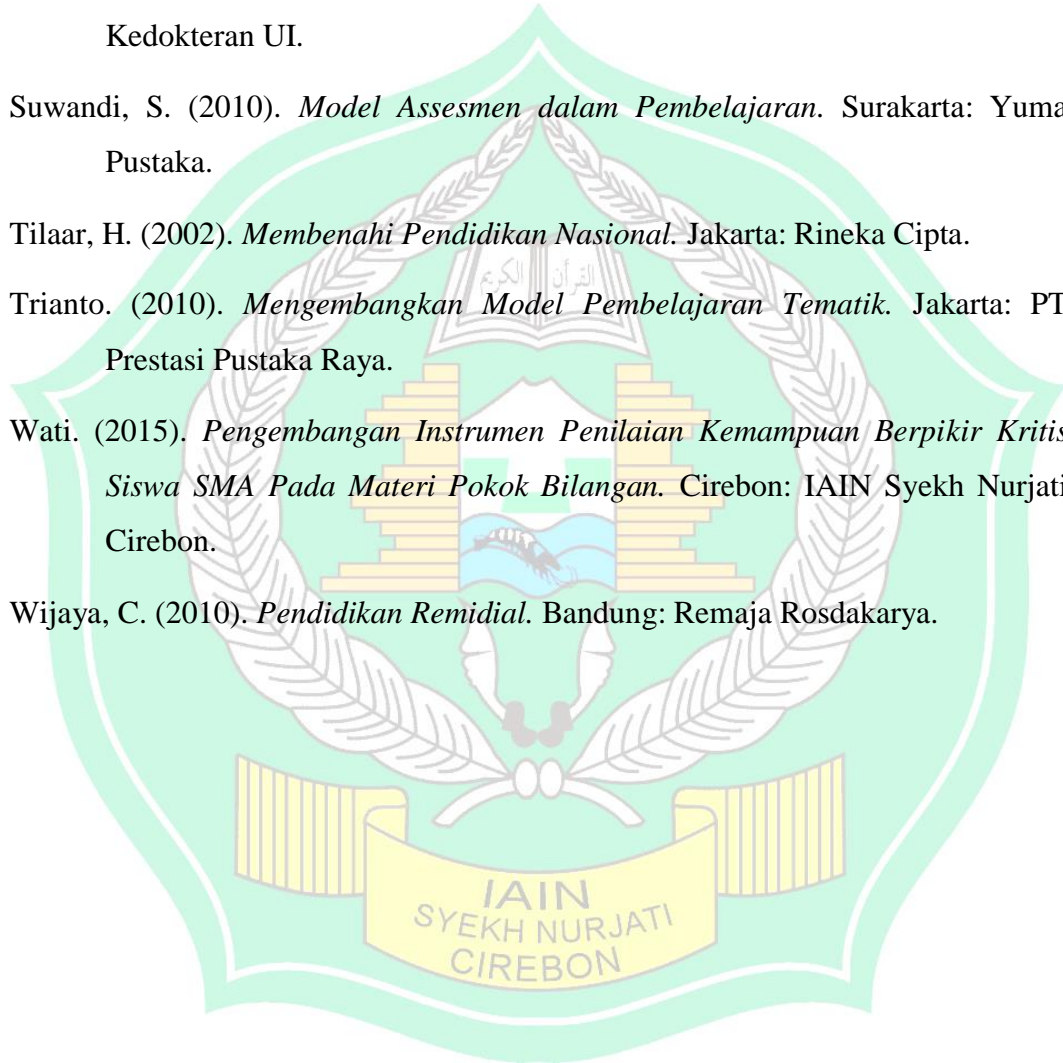 Kedokteran UI.
Suwandi, S. (2010). Model Assesmen dalam Pembelajaran. Surakarta: Yuma
Pustaka.
Tilaar, H. (2002). Membenahi Pendidikan Nasional. Jakarta: Rineka Cipta.
القرآن الكريم
Trianto. (2010). Mengembangkan Model Pembelajaran Tematik. Jakarta: PT
Prestasi Pustaka Raya.
Wati. (2015). Pengembangan Instrumen Penilaian Kemampuan Berpikir Kritis
Siswa SMA Pada Materi Pokok Bilangan. Cirebon: IAIN Syekh Nurjati
Cirebon.
Wijaya, C. (2010). Pendidikan Remidial. Bandung: Remaja Rosdakarya.
IAIN
SYEKH NURJATI
CIREBON